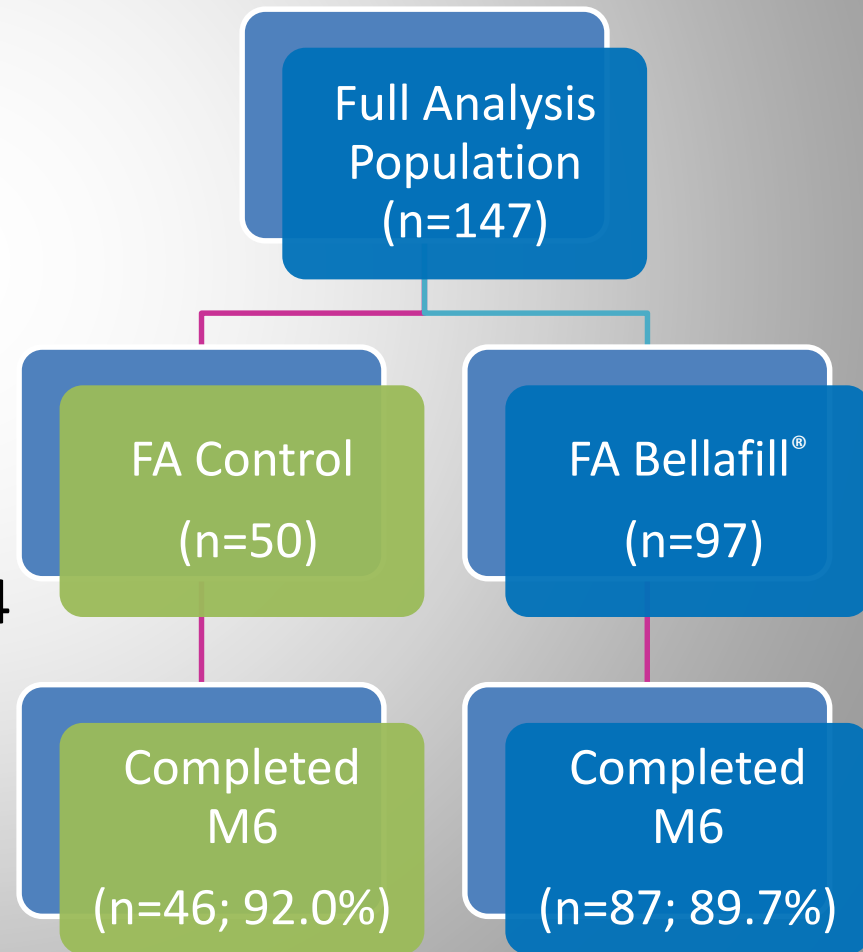 Full Analysis
Population
(n=147)
FA Control
(n=50)
FA Bellafill®
(n=97)
4
Completed
M6
(n=46; 92.0%)
Completed
M6
(n=87; 89.7%)